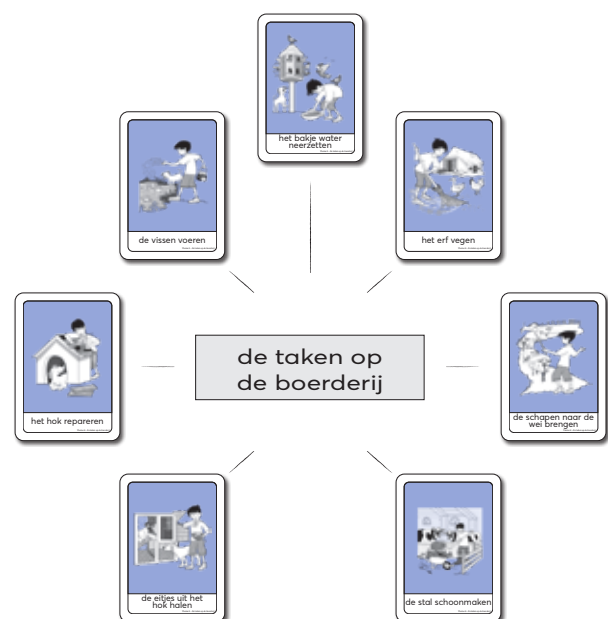 het bakje water
neerzetten
de vissen voeren
het erf vegen
de taken op
de boerderij
het hok repareren
de schapen naar de
wei brengen
de eitjes uit het
hok halen
de stal schoonmaken